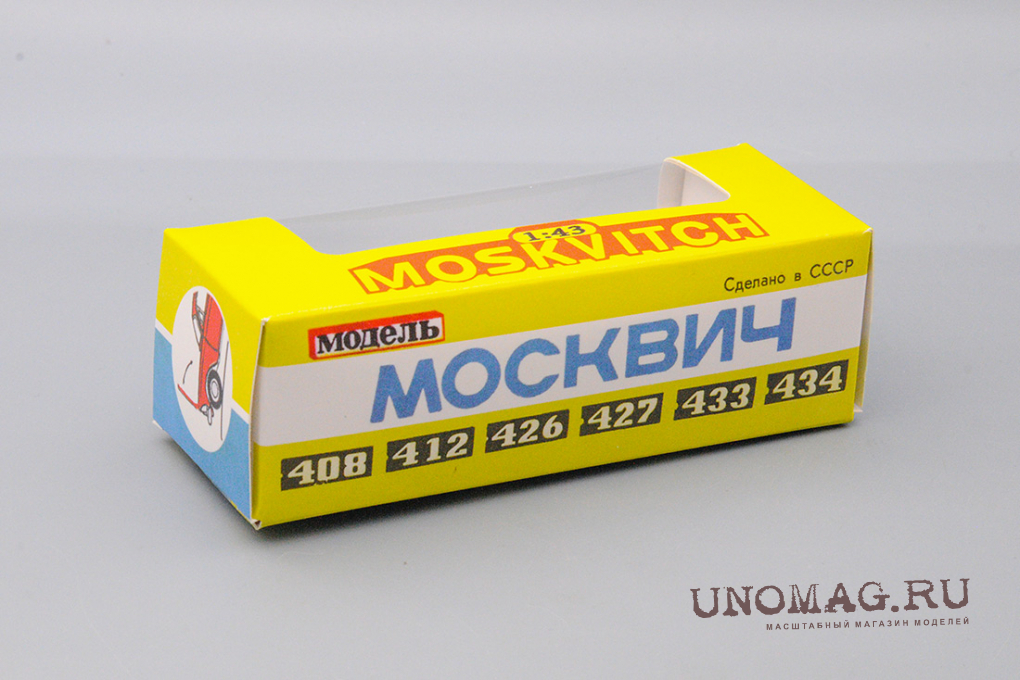 1:43
MOSKVITCH
Сделано в СССР
модель
МОСКВИЧ
408 412 426 427 433 434
UNOMAG.RU
МАСШТАБНЫЙ МАГАЗИН МОДЕЛЕЙ